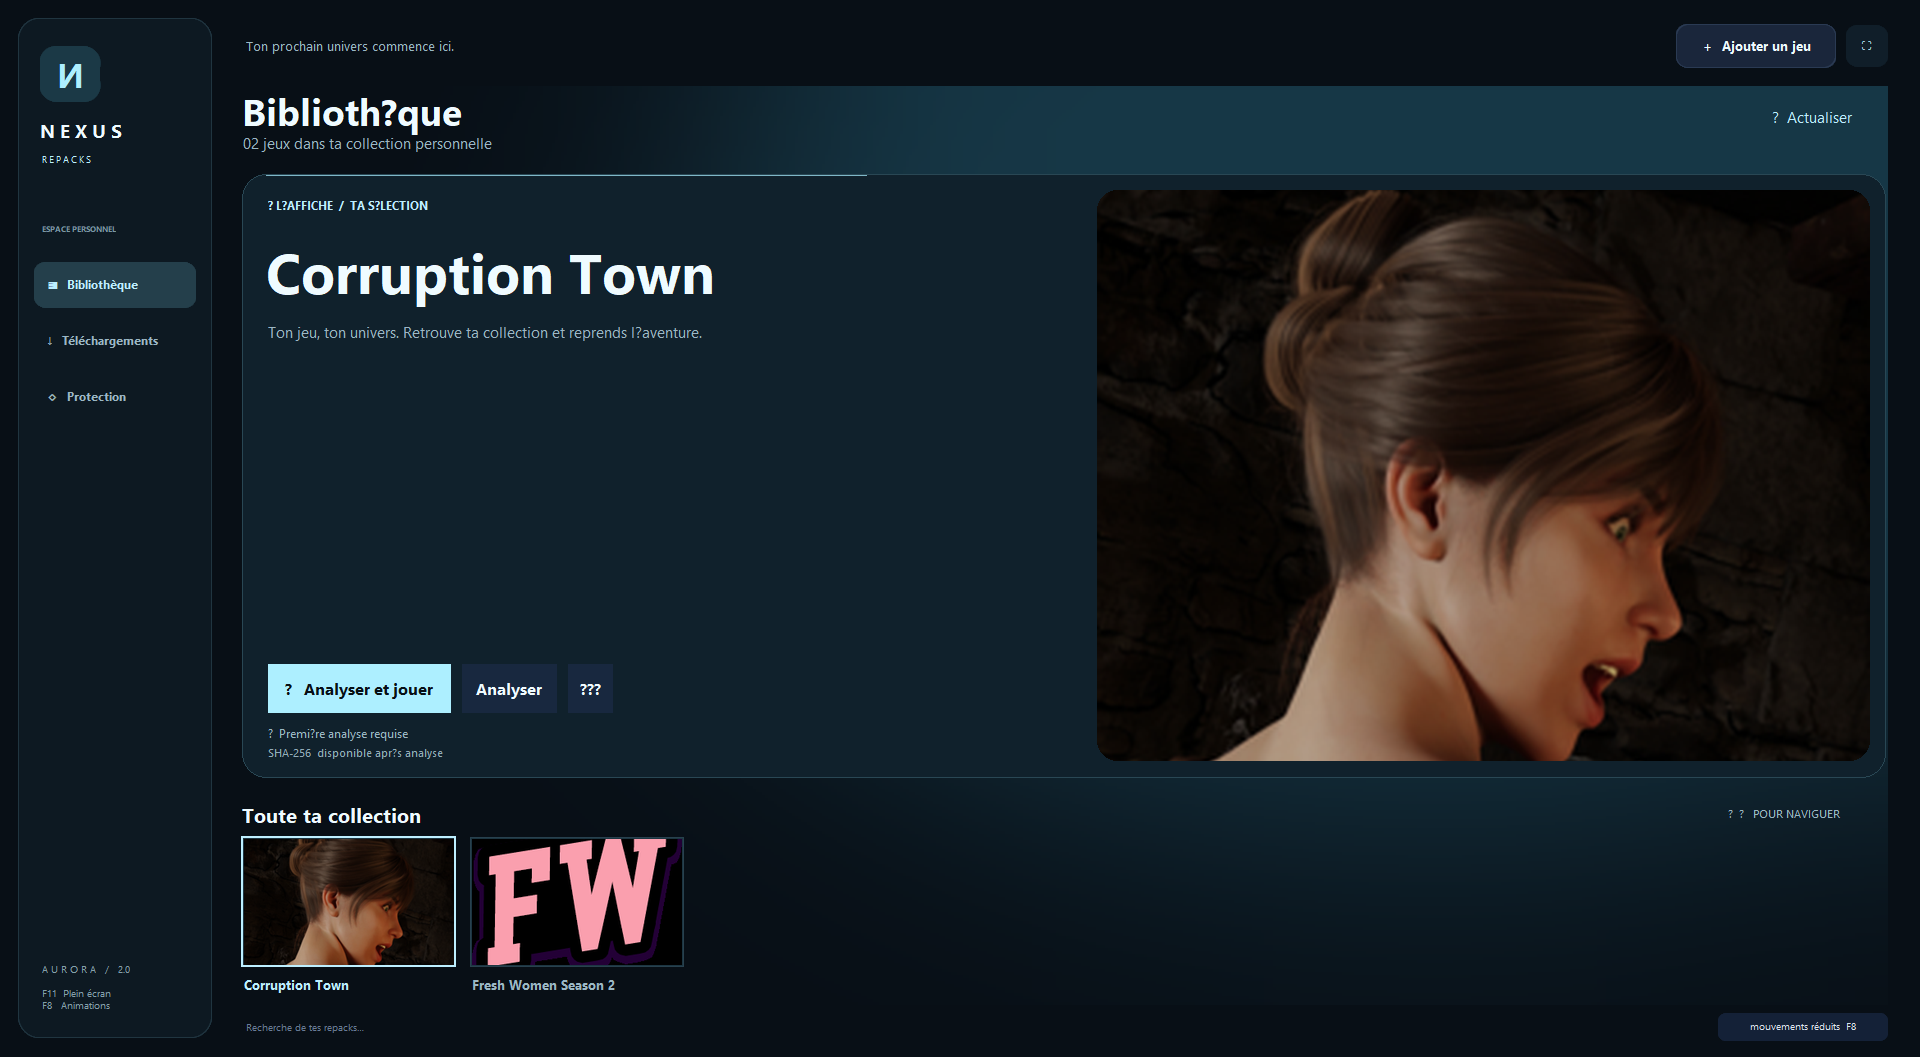 Ton prochain univers commence ici.
+ Ajouter un jeu
NEXUS
REPACKS
Biblioth?que
? Actualiser
02 jeux dans ta collection personnelle
? L?AFFICHE / TA S?LECTION
ESPACE PERSONNEL
Bibliothèque
↓ Téléchargements
Protection
Corruption Town
Ton jeu, ton univers. Retrouve ta collection et reprends l?aventure.
? Analyser et jouer
Analyser
???
? Premi?re analyse requise
SHA-256 disponible apr?s analyse
Toute ta collection
? ? POUR NAVIGUER
FW
Corruption Town
Fresh Women Season 2
AURORA / 2.0
F11 Plein écran
F8 Animations
Recherche de tes repacks...
mouvements réduits F8